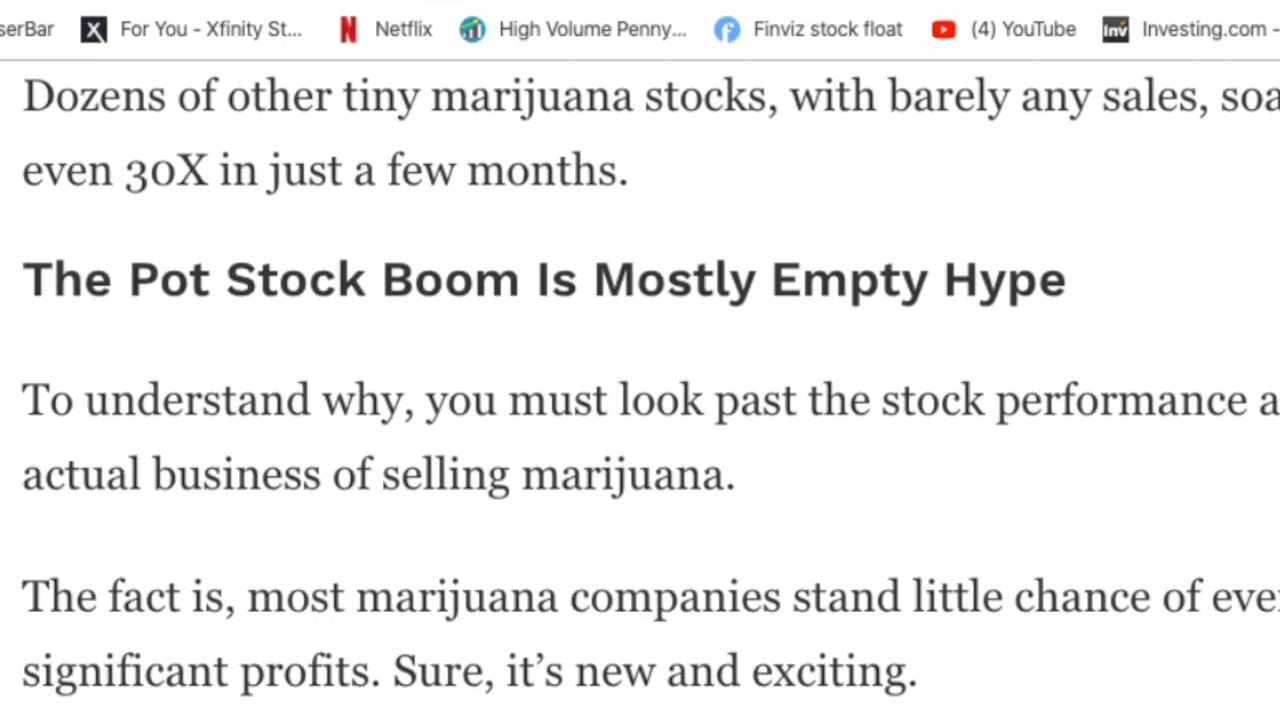 serBar For You - Xfinity St... Netflix High Volume Penny... Finviz stock float (4) YouTube Inv Investing.com -
Dozens of other tiny marijuana stocks, with barely any sales, soa
even 30X in just a few months.
The Pot Stock Boom Is Mostly Empty Hype
To understand why, you must look past the stock performance a
actual business of selling marijuana.
The fact is, most marijuana companies stand little chance of eve
significant profits. Sure, it’s new and exciting.